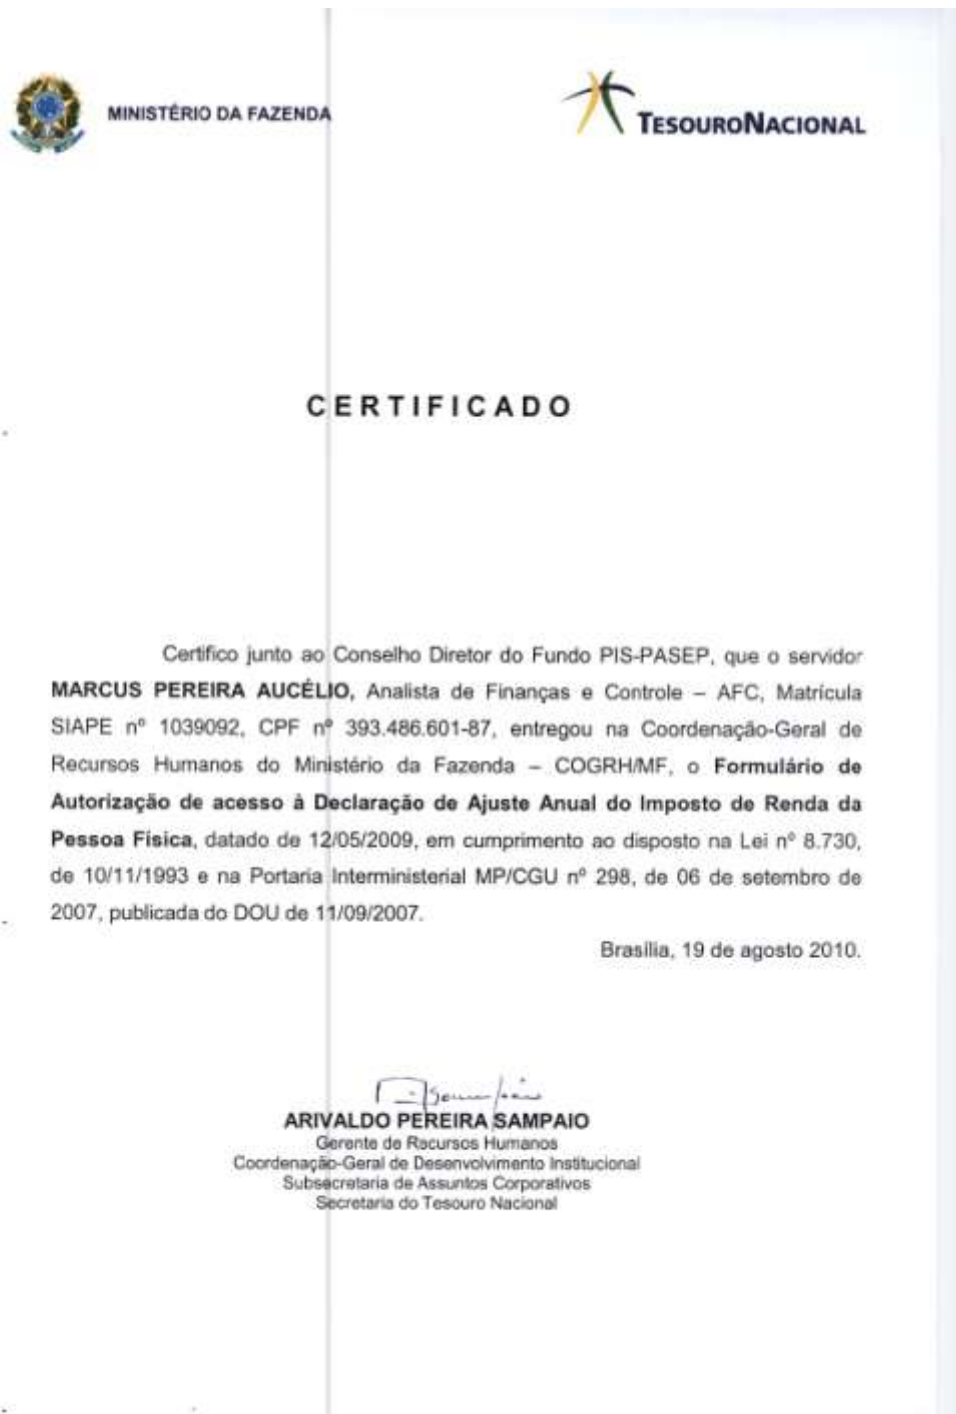 MINISTÉRIO DA FAZENDA
TESOURONACIONAL
CERTIFICADO
Certifico junto ao Conselho Diretor do Fundo PIS-PASEP, que o servidor
MARCUS PEREIRA AUCÉLIO, Analista de Finanças e Controle – AFC, Matrícula
SIAPE nº 1039092, CPF nº 393.486.601-87, entregou na Coordenação-Geral de
Recursos Humanos do Ministério da Fazenda – COGRH/MF, o Formulário de
Autorização de acesso à Declaração de Ajuste Anual do Imposto de Renda da
Pessoa Física, datado de 12/05/2009, em cumprimento ao disposto na Lei nº 8.730,
de 10/11/1993 e na Portaria Interministerial MP/CGU nº 298, de 06 de setembro de
2007, publicada do DOU de 11/09/2007.
Brasília, 19 de agosto 2010.
ARIVALDO PEREIRA SAMPAIO
Gerente de Recursos Humanos
Coordenação-Geral de Desenvolvimento Institucional
Subsecretaria de Assuntos Corporativos
Secretaria do Tesouro Nacional